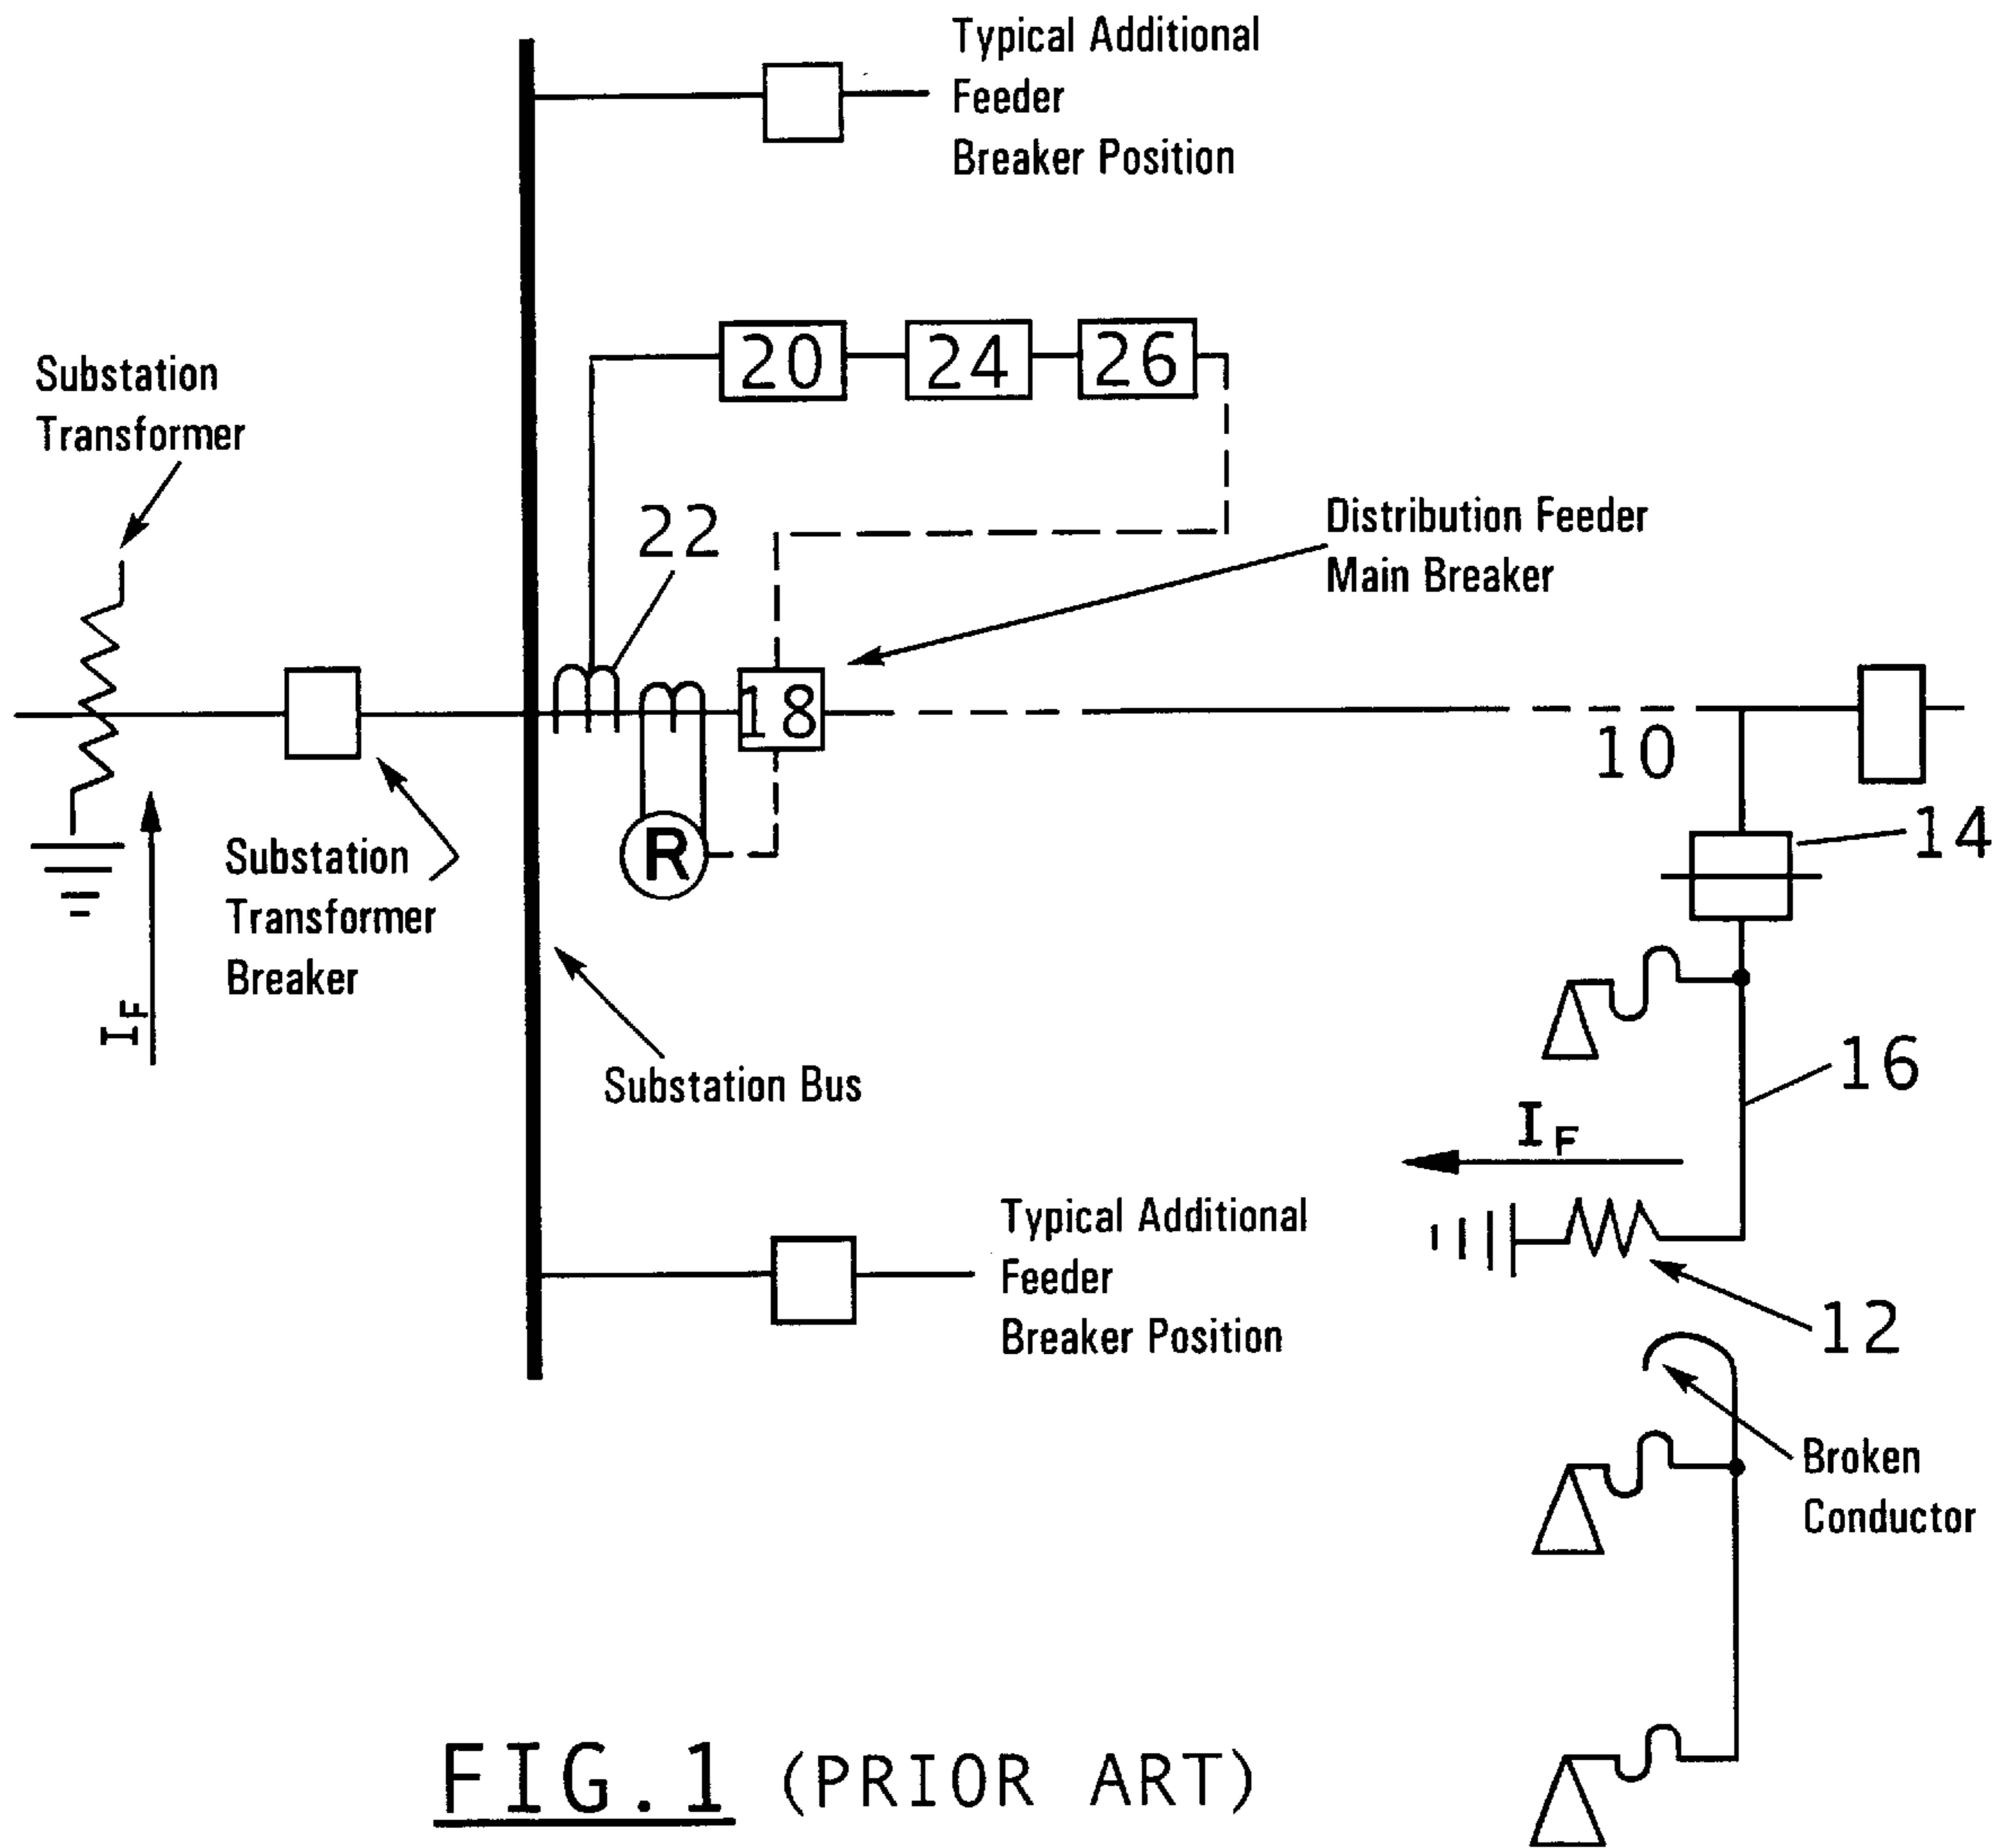 Typical Additional
Feeder
Breaker Position
20
24
26
Substation
Transformer
22
Distribution Feeder
Main Breaker
18
10
14
R
Substation
Transformer
Breaker
I_F
Substation Bus
16
I_F
Typical Additional
Feeder
Breaker Position
12
Broken
Conductor
FIG.1 (PRIOR ART)